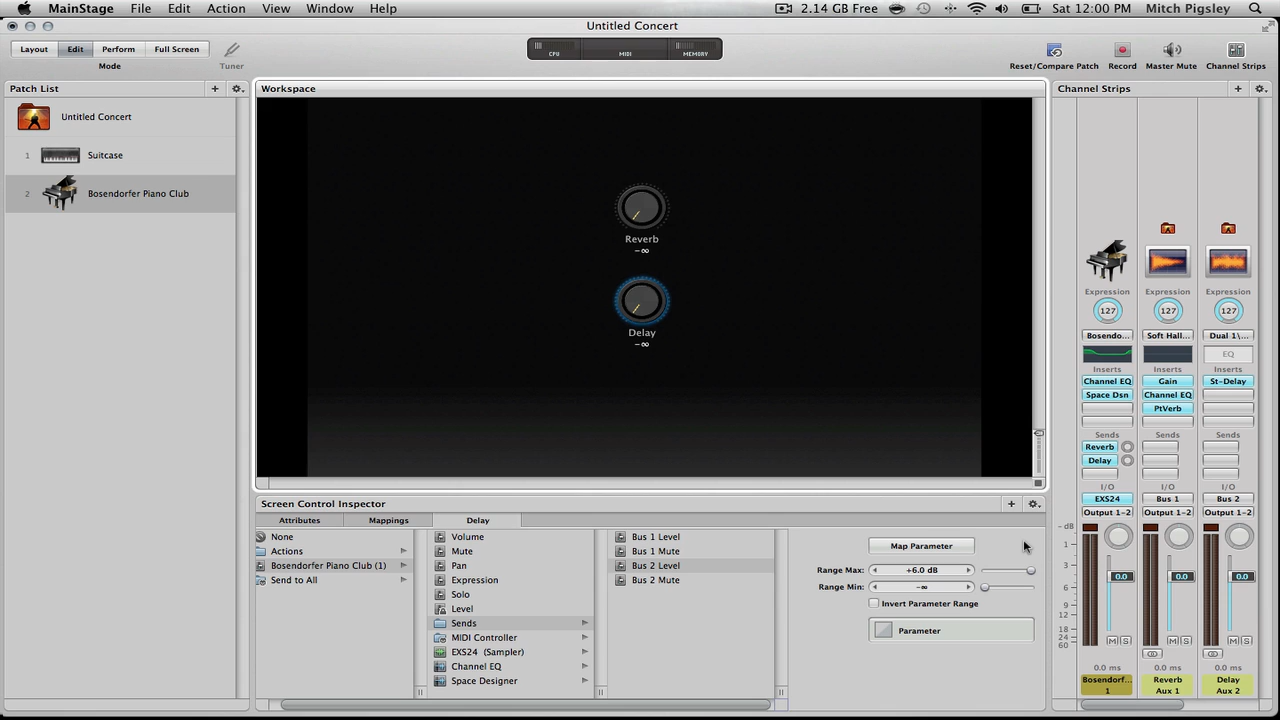 MainStage File Edit Action View Window Help 2.14 GB Free Sat 12:00 PM Mitch Pigsley
Untitled Concert
Layout Edit Perform Full Screen
Mode Tuner
CPU MIDI MEMORY
Reset/Compare Patch Record Master Mute Channel Strips
Patch List
Untitled Concert
1 Suitcase
2 Bosendorfer Piano Club
Workspace
Reverb
-∞
Delay
-∞
Screen Control Inspector
Attributes Mappings Delay
None
Actions
Bosendorfer Piano Club (1)
Send to All
Volume
Mute
Pan
Expression
Solo
Level
Sends
MIDI Controller
EXS24 (Sampler)
Channel EQ
Space Designer
Bus 1 Level
Bus 1 Mute
Bus 2 Level
Bus 2 Mute
Map Parameter
Range Max: +6.0 dB
Range Min: -∞
Invert Parameter Range
Parameter
Channel Strips
Expression Expression Expression
127 127 127
Bosendo... Soft Hall... Dual 1\...
EQ
Inserts Inserts Inserts
Channel EQ Gain St-Delay
Space Dsn Channel EQ
PtVerb
Sends Sends Sends
Reverb
Delay
I/O I/O I/O
EXS24 Bus 1 Bus 2
Output 1-2 Output 1-2 Output 1-2
- dB
1
3
6
9
12
18
24
60
0.0 0.0 0.0
M S M S M S
0.0 ms 0.0 ms 0.0 ms
Bosendorf... Reverb Delay
1 Aux 1 Aux 2